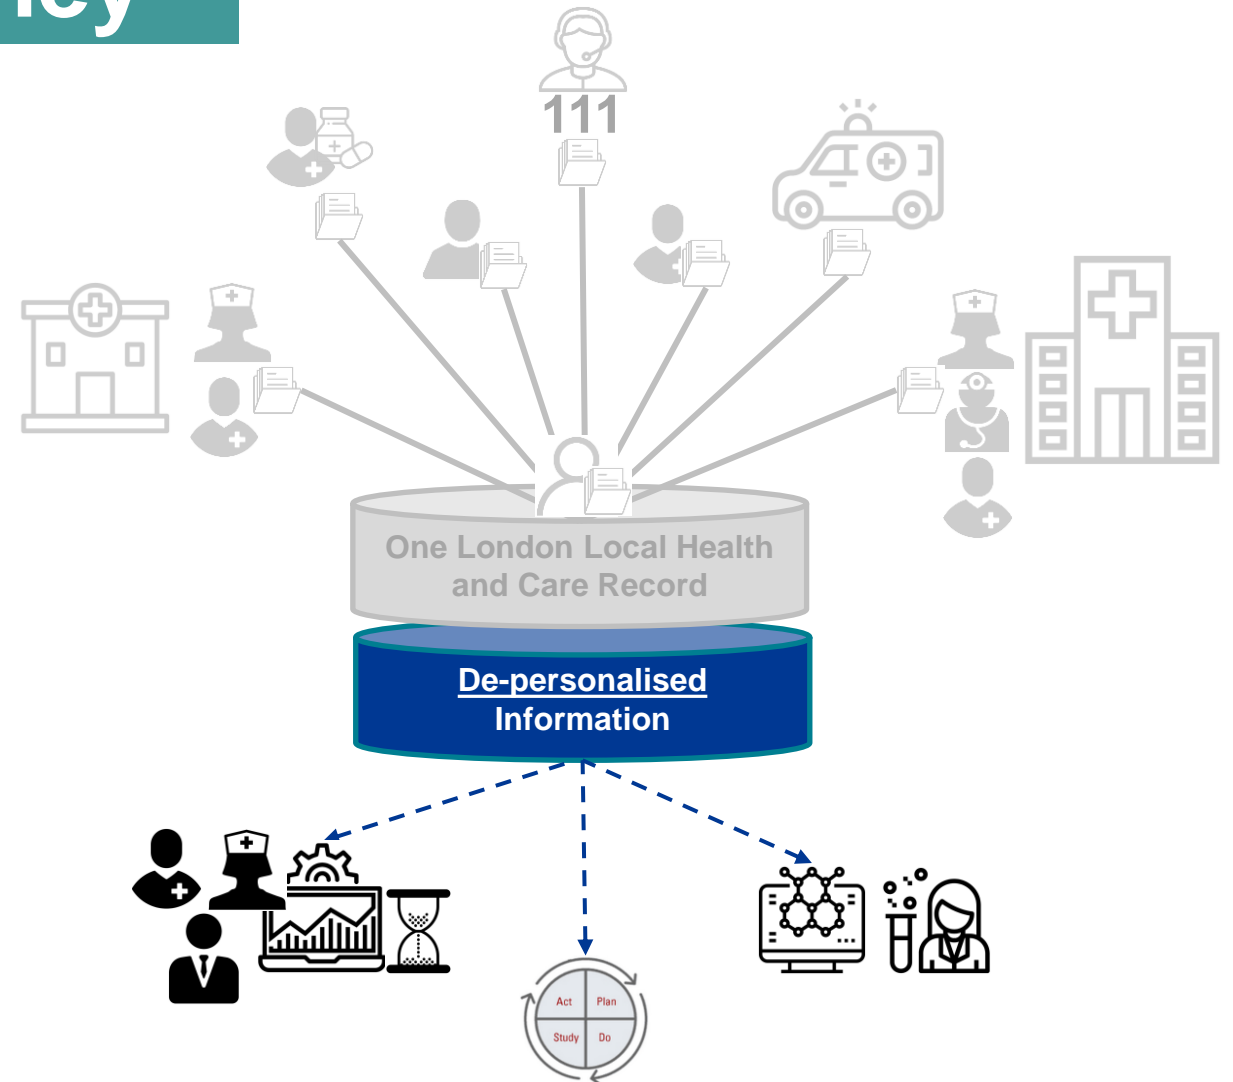 111
One London Local Health
and Care Record
De-personalised
Information
Act Plan
Study Do